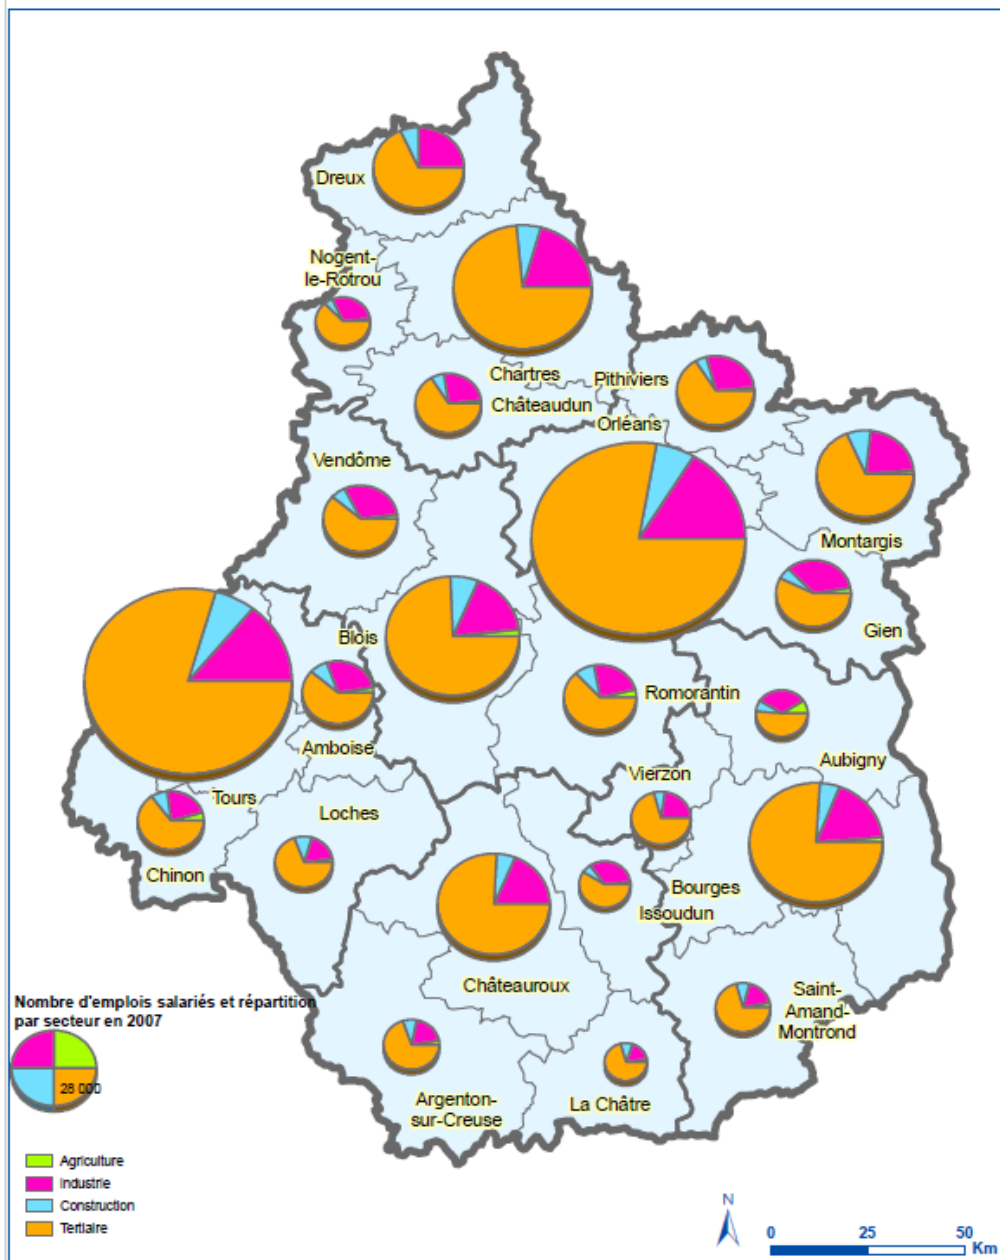 Dreux
Nogent-
le-Rotrou
Chartres
Pithiviers
Châteaudun
Orléans
Vendôme
Montargis
Gien
Blois
Romorantin
Amboise
Aubigny
Vierzon
Tours
Loches
Chinon
Bourges
Issoudun
Châteauroux
Saint-
Amand-
Montrond
Argenton-
sur-Creuse
La Châtre
Nombre d'emplois salariés et répartition
par secteur en 2007
28 000
Agriculture
Industrie
Construction
Tertiaire
N
0 25 50
Km